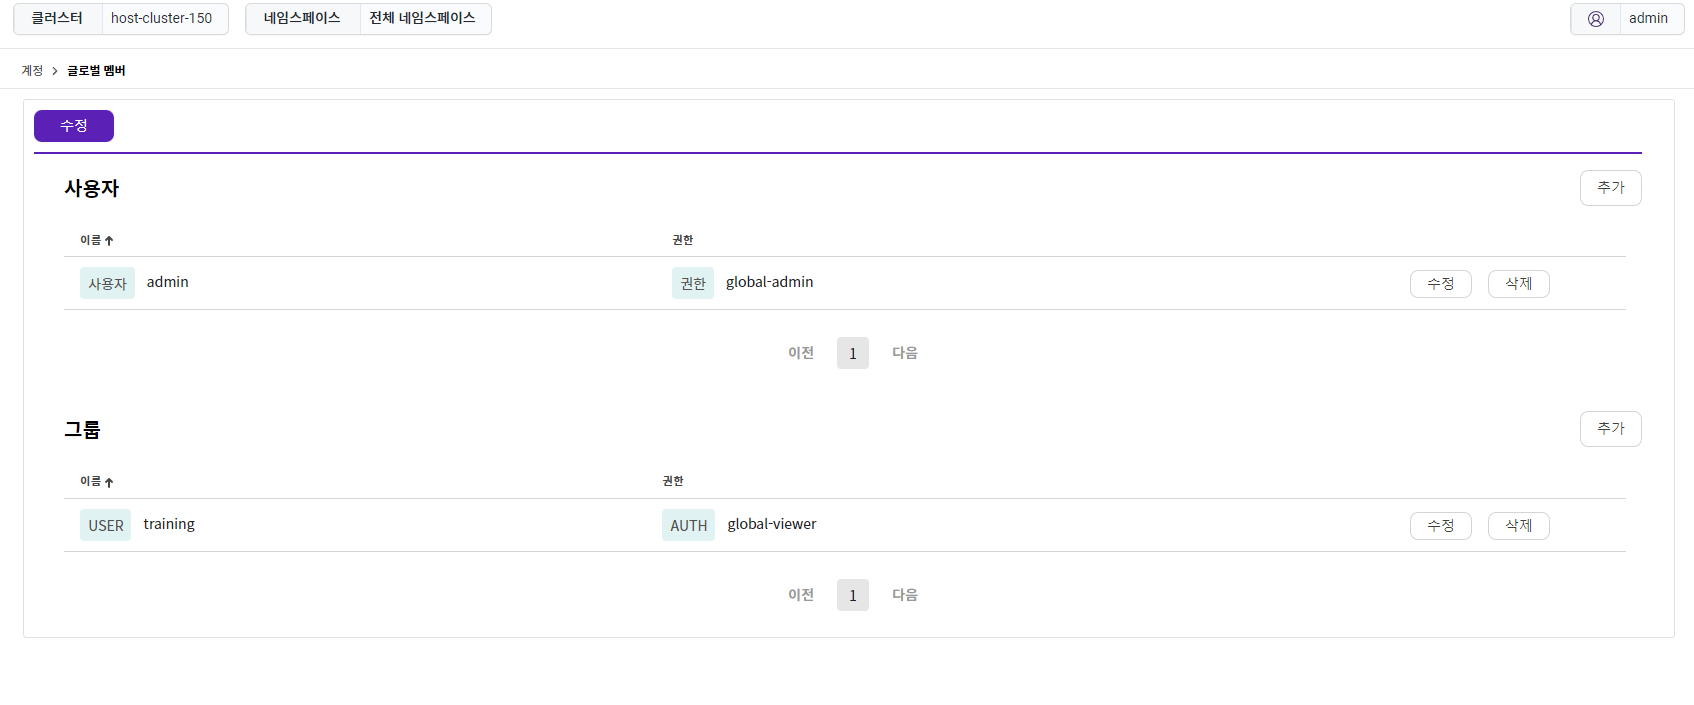 클러스터 host-cluster-150 네임스페이스 전체 네임스페이스 admin
계정 > 글로벌 멤버
수정
사용자 추가
이름 권한
사용자 admin 권한 global-admin 수정 삭제
이전 1 다음
그룹 추가
이름 권한
USER training AUTH global-viewer 수정 삭제
이전 1 다음